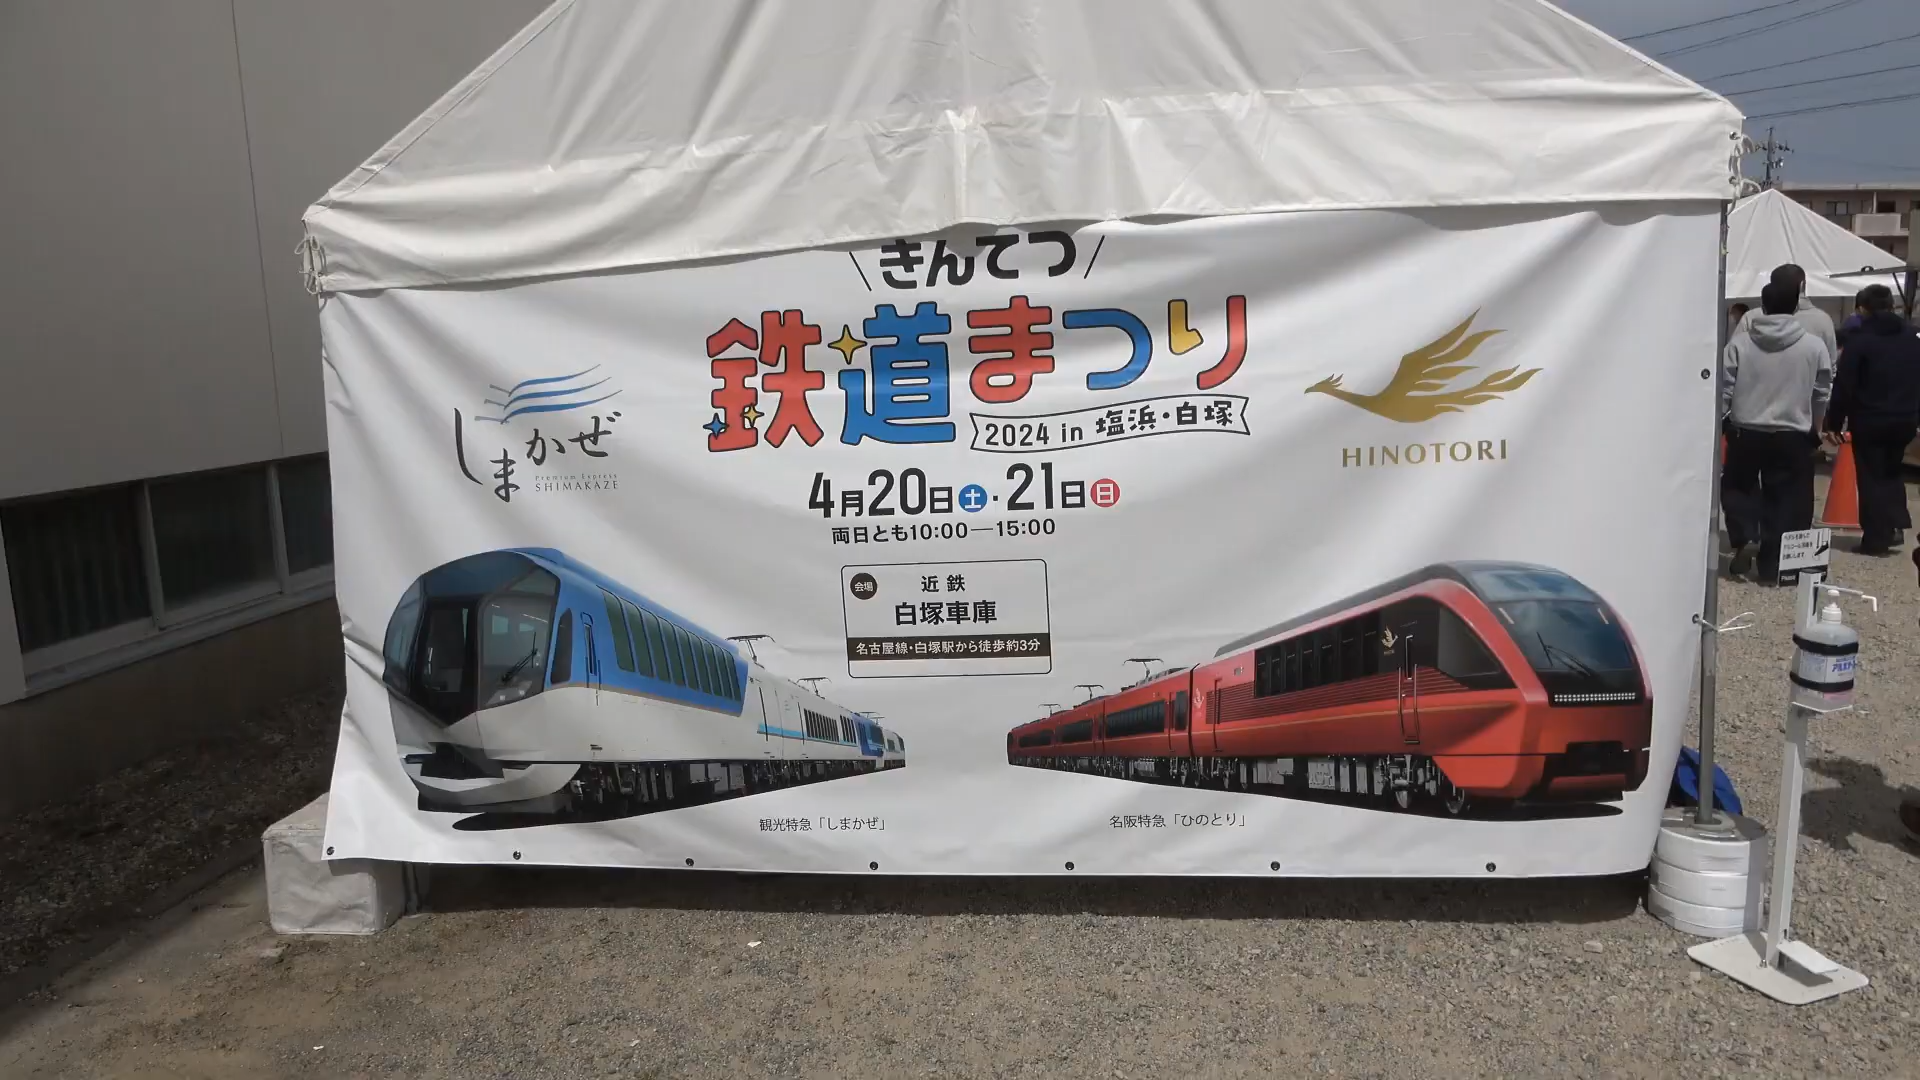 きんてつ
鉄道まつり
2024 in 塩浜・白塚
しまかぜ
Premium Express
SHIMAKAZE
HINOTORI
4月20日土・21日日
両日とも10:00―15:00
会場
近鉄
白塚車庫
名古屋線・白塚駅から徒歩約3分
観光特急「しまかぜ」
名阪特急「ひのとり」